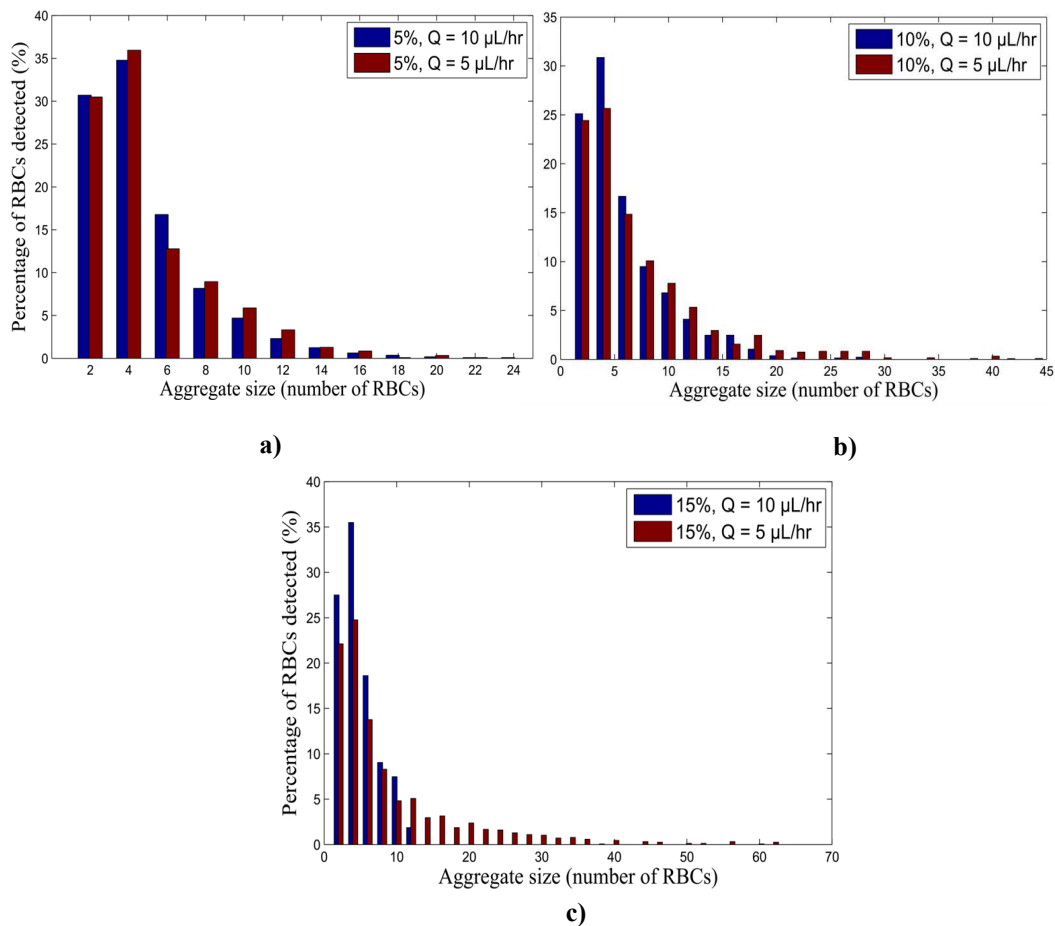 40
35
30
25
20
15
10
5
0
Percentage of RBCs detected (%)
5%, Q = 10 µL/hr
5%, Q = 5 µL/hr
2 4 6 8 10 12 14 16 18 20 22 24
Aggregate size (number of RBCs)
a)
35
30
25
20
15
10
5
0
Percentage of RBCs detected (%)
10%, Q = 10 µL/hr
10%, Q = 5 µL/hr
0 5 10 15 20 25 30 35 40 45
Aggregate size (number of RBCs)
b)
40
35
30
25
20
15
10
5
0
Percentage of RBCs detected (%)
15%, Q = 10 µL/hr
15%, Q = 5 µL/hr
0 10 20 30 40 50 60 70
Aggregate size (number of RBCs)
c)